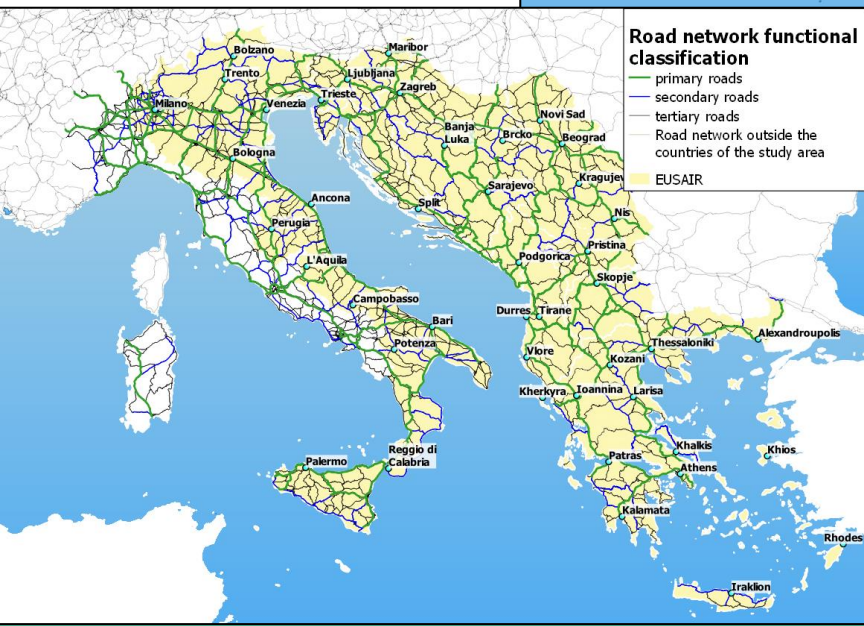 Road network functional
classification
primary roads
secondary roads
tertiary roads
Road network outside the
countries of the study area
EUSAIR
Maribor
Bolzano
Trento
Ljubljana
Zagreb
Milano
Venezia
Trieste
Novi Sad
Banja
Luka
Brcko
Beograd
Bologna
Sarajevo
Kragujev
Ancona
Split
Nis
Perugia
Pristina
L'Aquila
Podgorica
Skopje
Campobasso
Durres
Tirane
Bari
Alexandroupolis
Potenza
Thessaloniki
Vlore
Kozani
Kherkyra
Ioannina
Larisa
Reggio di
Calabria
Palermo
Khalkis
Khios
Patras
Athens
Kalamata
Rhodes
Iraklion